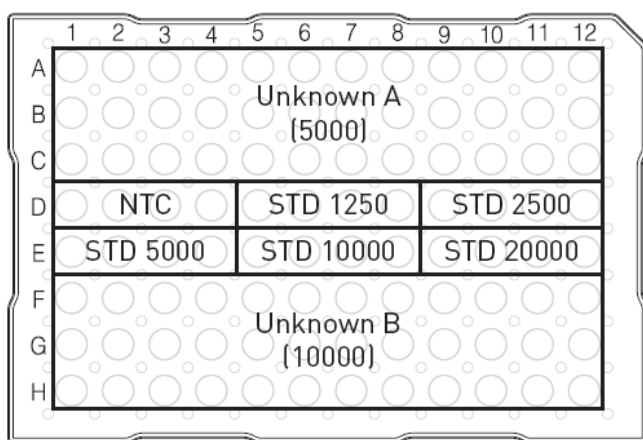 1 2 3 4 5 6 7 8 9 10 11 12
A
Unknown A
B
(5000)
C
D NTC STD 1250 STD 2500
E STD 5000 STD 10000 STD 20000
F
Unknown B
G
(10000)
H